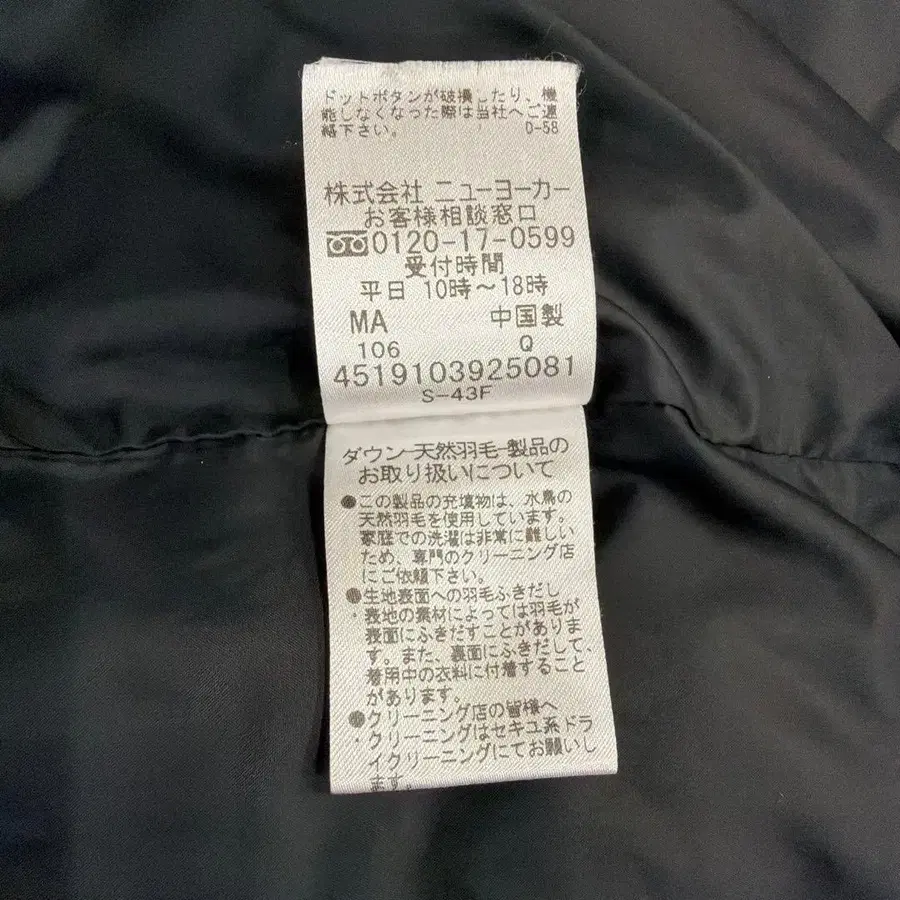 ドットボタンが破損したり、機
能しなくなった際は当社へご連
絡下さい。 D-58
株式会社 ニューヨーカー
お客様相談窓口
0120-17-0599
受付時間
平日 10時～18時
MA 中国製
106 Q
4519103925081
S-43F
ダウン-天然羽毛-製品の
お取り扱いについて
●この製品の充填物は、水鳥の
天然羽毛を使用しています。
家庭での洗濯は非常に難しい
ため、専門のクリーニング店
にご依頼下さい。
●生地表面への羽毛ふきだし
・表地の素材によっては羽毛が
表面にふきだすことがありま
す。また、裏面にふきだして、
着用中の衣料に付着すること
があります。
●クリーニング店の皆様へ
・クリーニングはセキユ系ドラ
イクリーニングにてお願いし
ます。